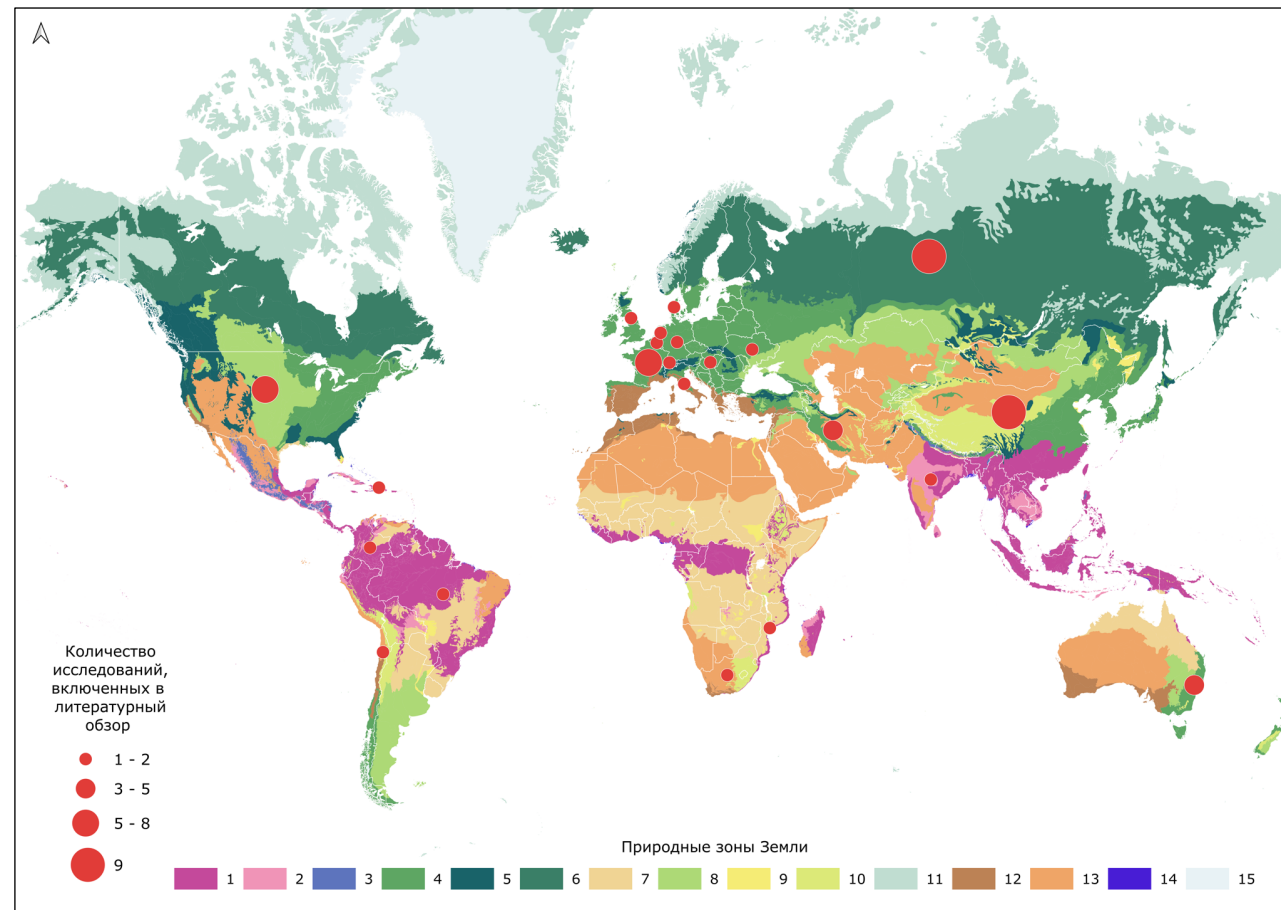 Количество
исследований,
включенных в
литературный
обзор
1 - 2
3 - 5
5 - 8
9
Природные зоны Земли
1 2 3 4 5 6 7 8 9 10 11 12 13 14 15